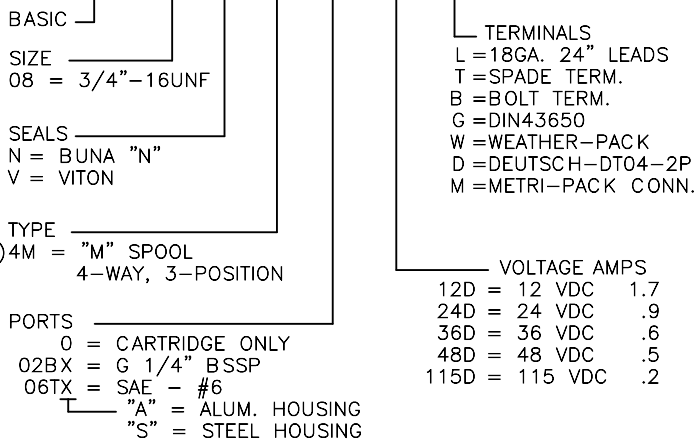 BASIC
SIZE
08 = 3/4"-16UNF
SEALS
N = BUNA "N"
V = VITON
TYPE
)4M = "M" SPOOL
4-WAY, 3-POSITION
PORTS
0 = CARTRIDGE ONLY
02BX = G 1/4" BSSP
06TX = SAE - #6
"A" = ALUM. HOUSING
"S" = STEEL HOUSING
TERMINALS
L =18GA. 24" LEADS
T =SPADE TERM.
B =BOLT TERM.
G =DIN43650
W =WEATHER-PACK
D =DEUTSCH-DT04-2P
M =METRI-PACK CONN.
VOLTAGE AMPS
12D = 12 VDC 1.7
24D = 24 VDC .9
36D = 36 VDC .6
48D = 48 VDC .5
115D = 115 VDC .2